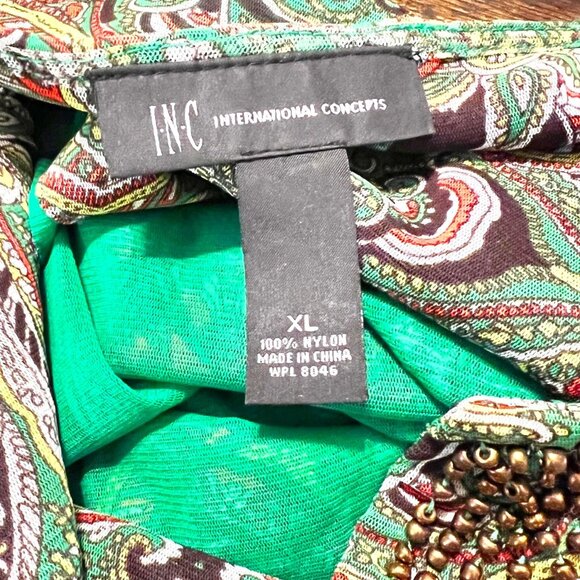 I·N·C INTERNATIONAL CONCEPTS
XL
100% NYLON
MADE IN CHINA
WPL 8046